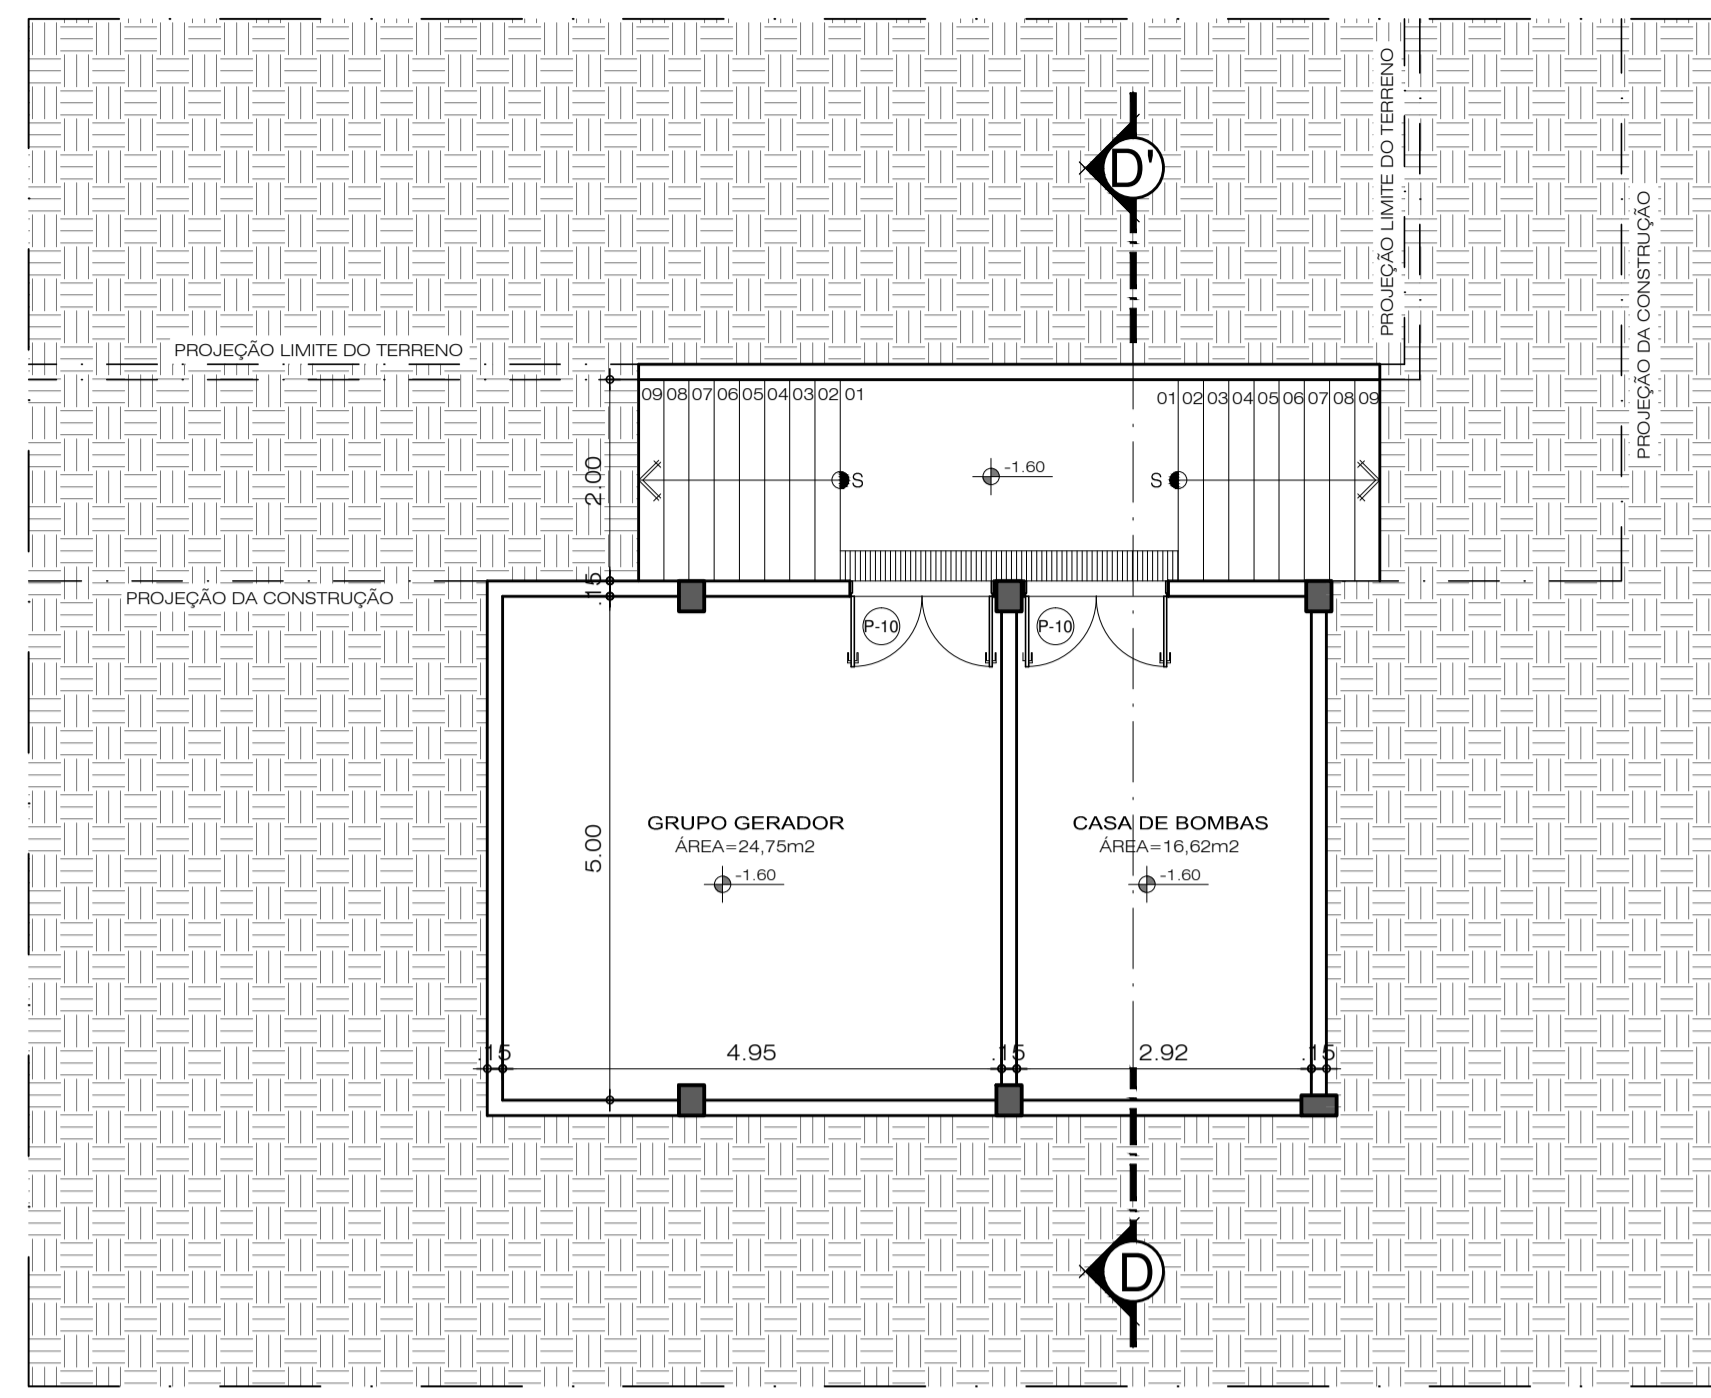 D'
PROJEÇÃO LIMITE DO TERRENO
PROJEÇÃO DA CONSTRUÇÃO
PROJEÇÃO LIMITE DO TERRENO
09 08 07 06 05 04 03 02 01
01 02 03 04 05 06 07 08 09
2.00
S
-1.60
S
.15
PROJEÇÃO DA CONSTRUÇÃO
P-10
P-10
GRUPO GERADOR
ÁREA=24,75m2
-1.60
CASA DE BOMBAS
ÁREA=16,62m2
-1.60
5.00
.15
4.95
.15
2.92
.15
D